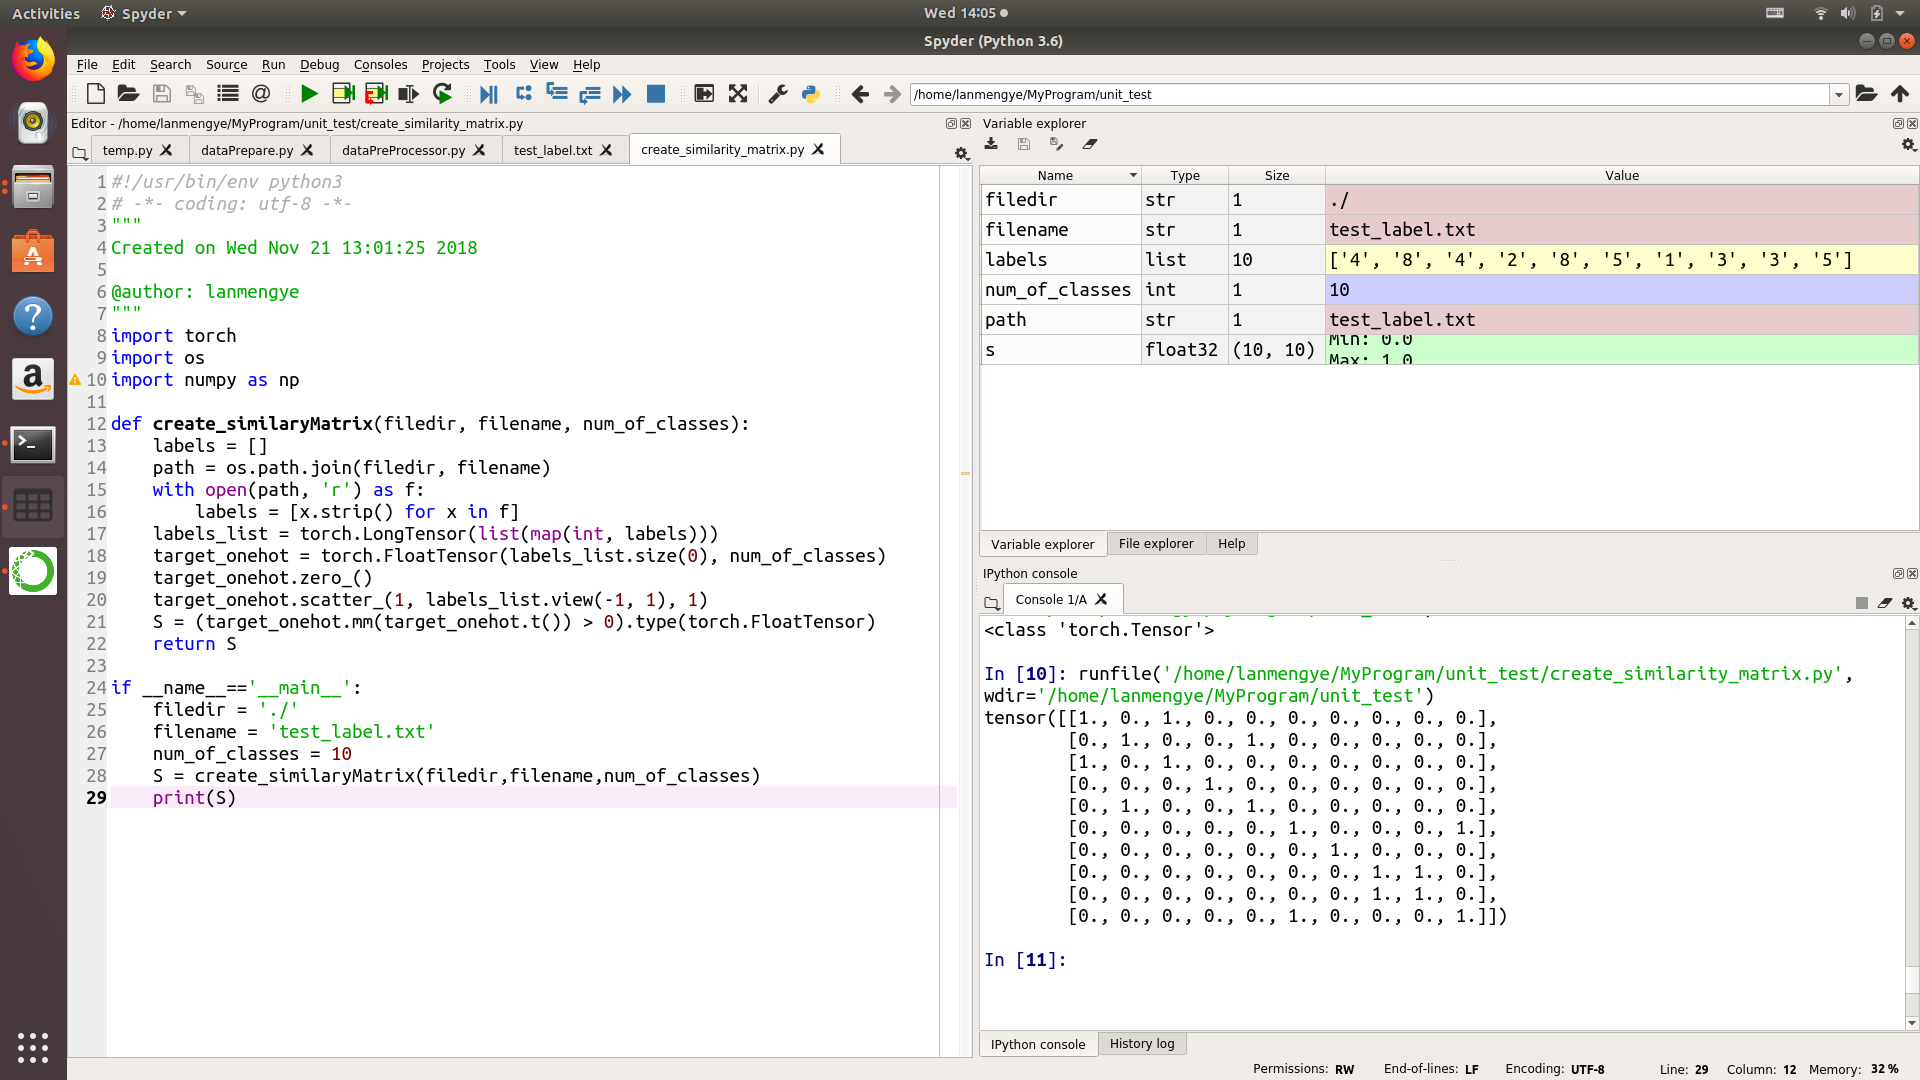 Activities
Spyder
Wed 14:05
Spyder (Python 3.6)
File Edit Search Source Run Debug Consoles Projects Tools View Help
/home/lanmengye/MyProgram/unit_test
Editor - /home/lanmengye/MyProgram/unit_test/create_similarity_matrix.py
temp.py dataPrepare.py dataPreProcessor.py test_label.txt create_similarity_matrix.py
1 #!/usr/bin/env python3
2 # -*- coding: utf-8 -*-
3 """
4 Created on Wed Nov 21 13:01:25 2018
5
6 @author: lanmengye
7 """
8 import torch
9 import os
10 import numpy as np
11
12 def create_similaryMatrix(filedir, filename, num_of_classes):
13     labels = []
14     path = os.path.join(filedir, filename)
15     with open(path, 'r') as f:
16         labels = [x.strip() for x in f]
17     labels_list = torch.LongTensor(list(map(int, labels)))
18     target_onehot = torch.FloatTensor(labels_list.size(0), num_of_classes)
19     target_onehot.zero_()
20     target_onehot.scatter_(1, labels_list.view(-1, 1), 1)
21     S = (target_onehot.mm(target_onehot.t()) > 0).type(torch.FloatTensor)
22     return S
23
24 if __name__=='__main__':
25     filedir = './'
26     filename = 'test_label.txt'
27     num_of_classes = 10
28     S = create_similaryMatrix(filedir,filename,num_of_classes)
29     print(S)
Variable explorer
Name Type Size Value
filedir str 1 ./
filename str 1 test_label.txt
labels list 10 ['4', '8', '4', '2', '8', '5', '1', '3', '3', '5']
num_of_classes int 1 10
path str 1 test_label.txt
s float32 (10, 10) Min: 0.0
Max: 1.0
Variable explorer File explorer Help
IPython console
Console 1/A
<class 'torch.Tensor'>
In [10]: runfile('/home/lanmengye/MyProgram/unit_test/create_similarity_matrix.py',
wdir='/home/lanmengye/MyProgram/unit_test')
tensor([[1., 0., 1., 0., 0., 0., 0., 0., 0., 0.],
[0., 1., 0., 0., 1., 0., 0., 0., 0., 0.],
[1., 0., 1., 0., 0., 0., 0., 0., 0., 0.],
[0., 0., 0., 1., 0., 0., 0., 0., 0., 0.],
[0., 1., 0., 0., 1., 0., 0., 0., 0., 0.],
[0., 0., 0., 0., 0., 1., 0., 0., 0., 1.],
[0., 0., 0., 0., 0., 0., 1., 0., 0., 0.],
[0., 0., 0., 0., 0., 0., 0., 1., 1., 0.],
[0., 0., 0., 0., 0., 0., 0., 1., 1., 0.],
[0., 0., 0., 0., 0., 1., 0., 0., 0., 1.]])
In [11]:
IPython console History log
Permissions: RW End-of-lines: LF Encoding: UTF-8 Line: 29 Column: 12 Memory: 32 %